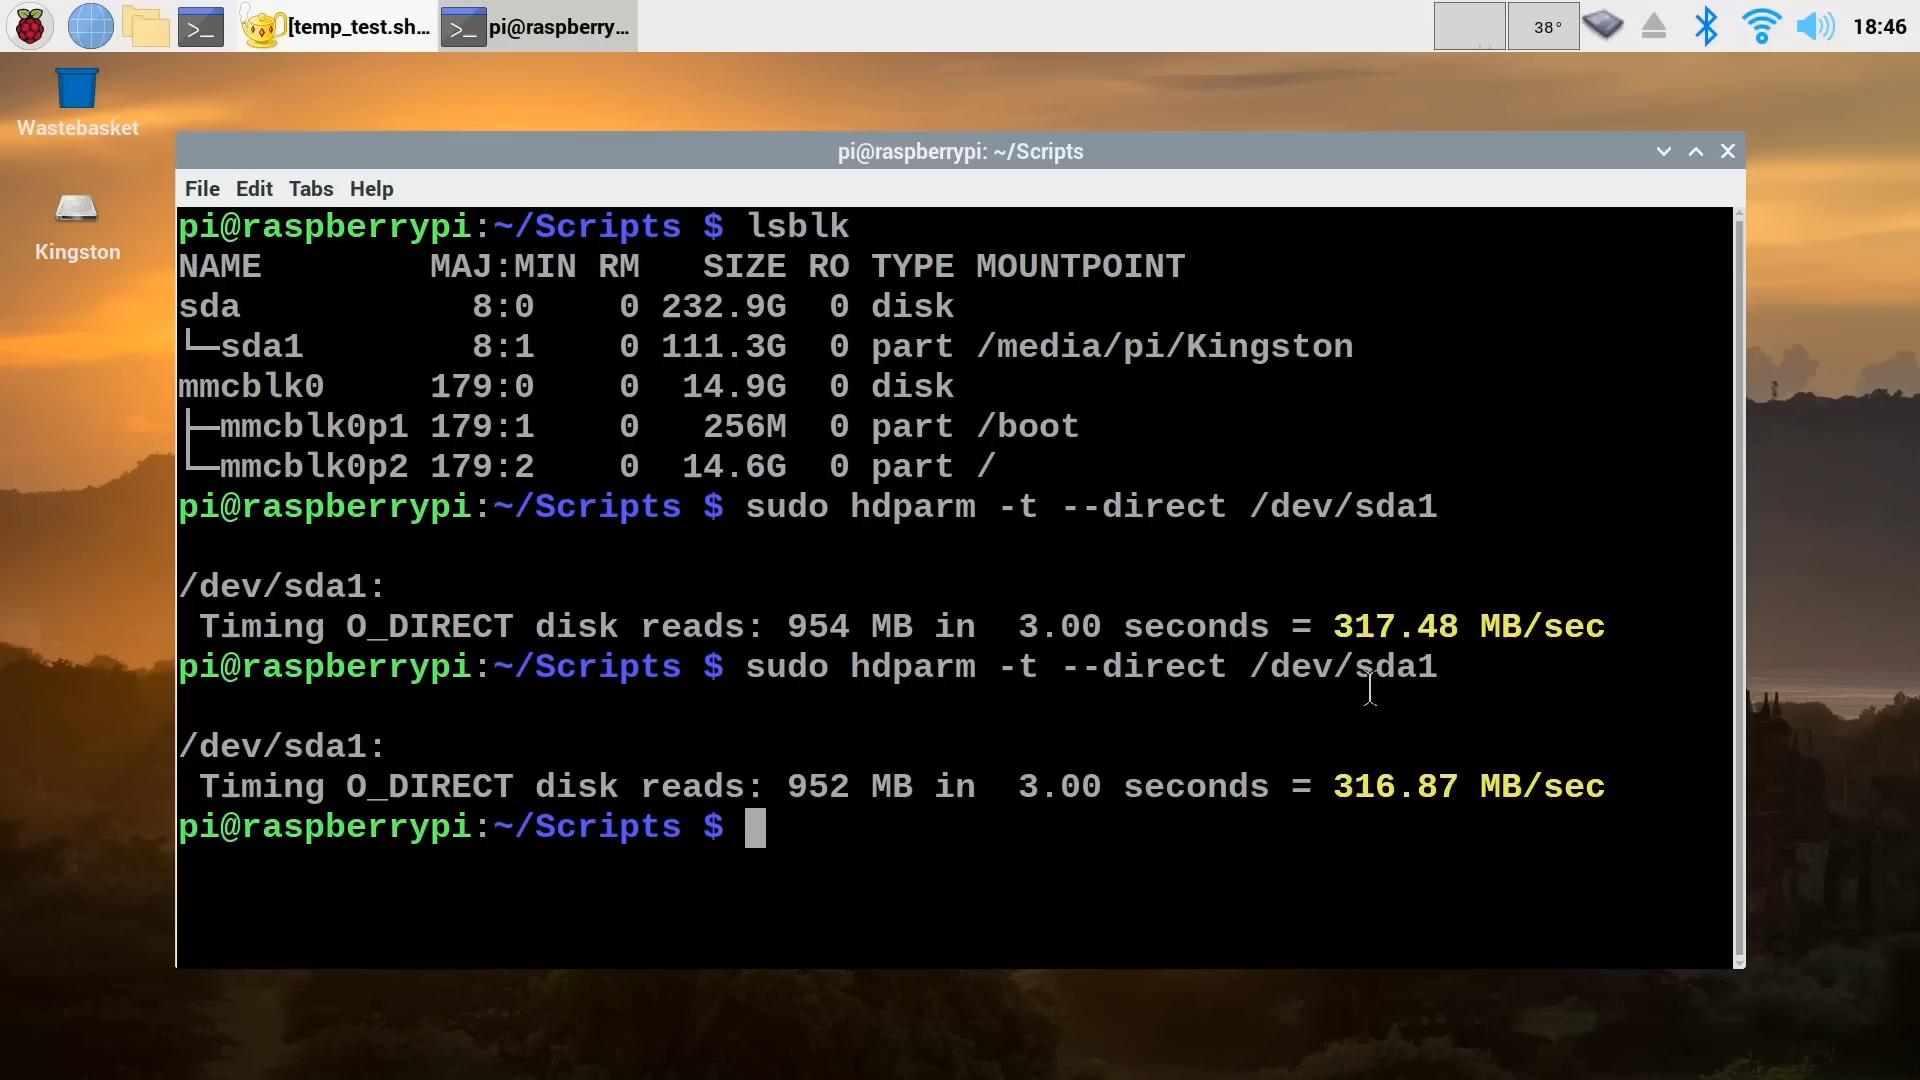 [temp_test.sh... pi@raspberry... 38° 18:46
Wastebasket
Kingston
pi@raspberrypi: ~/Scripts
File Edit Tabs Help
pi@raspberrypi:~/Scripts $ lsblk
NAME MAJ:MIN RM SIZE RO TYPE MOUNTPOINT
sda 8:0 0 232.9G 0 disk
└─sda1 8:1 0 111.3G 0 part /media/pi/Kingston
mmcblk0 179:0 0 14.9G 0 disk
├─mmcblk0p1 179:1 0 256M 0 part /boot
└─mmcblk0p2 179:2 0 14.6G 0 part /
pi@raspberrypi:~/Scripts $ sudo hdparm -t --direct /dev/sda1
/dev/sda1:
Timing O_DIRECT disk reads: 954 MB in 3.00 seconds = 317.48 MB/sec
pi@raspberrypi:~/Scripts $ sudo hdparm -t --direct /dev/sda1
/dev/sda1:
Timing O_DIRECT disk reads: 952 MB in 3.00 seconds = 316.87 MB/sec
pi@raspberrypi:~/Scripts $